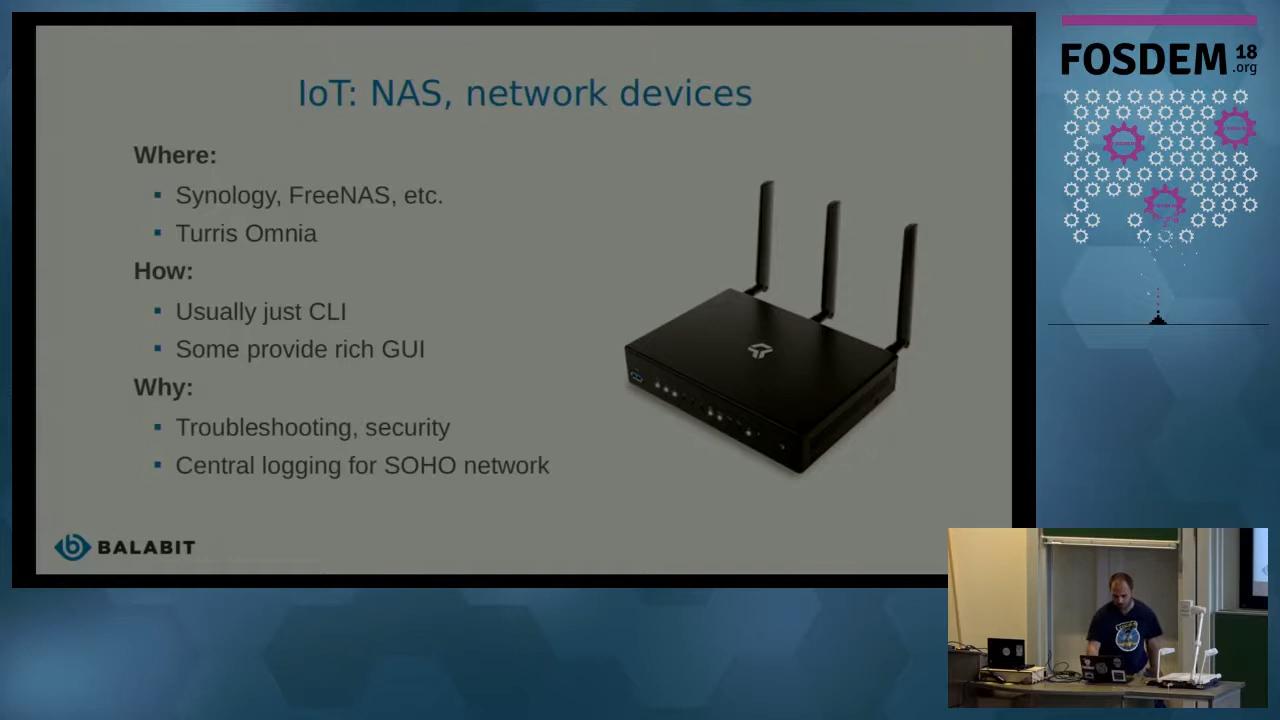 IoT: NAS, network devices
Where:
Synology, FreeNAS, etc.
Turris Omnia
How:
Usually just CLI
Some provide rich GUI
Why:
Troubleshooting, security
Central logging for SOHO network
BALABIT
FOSDEM 18
.org